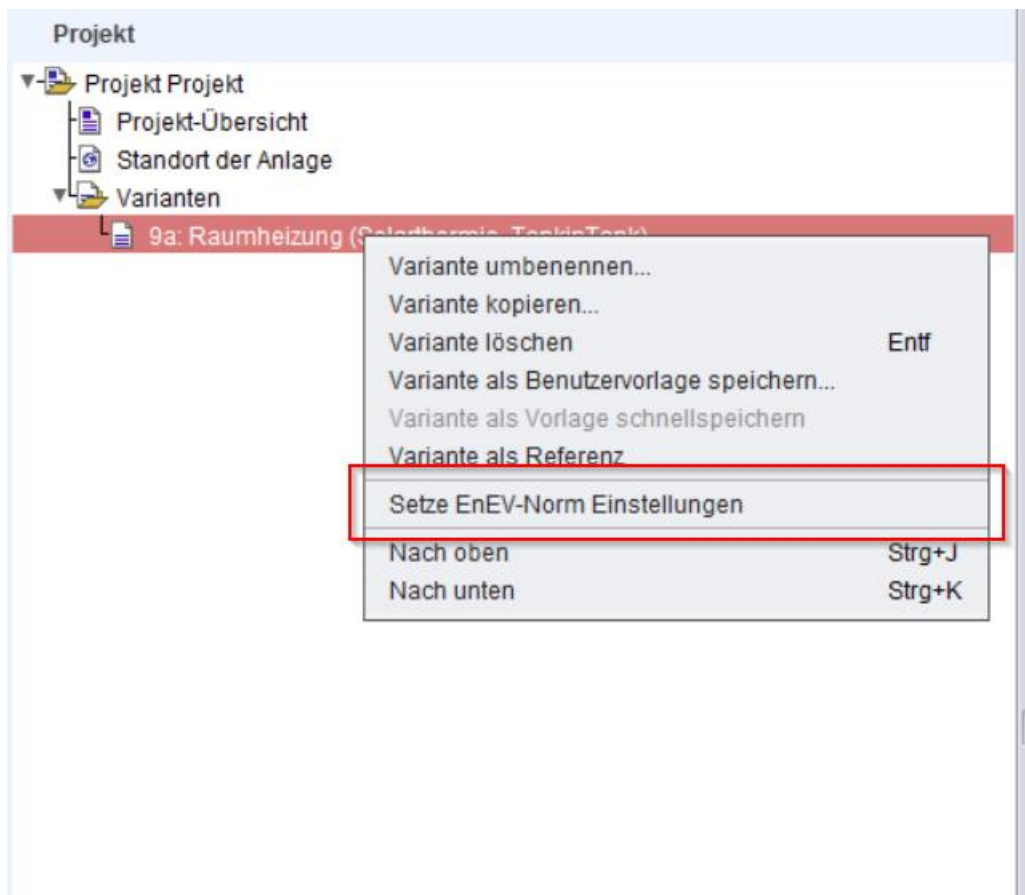 Projekt
Projekt Projekt
Projekt-Übersicht
Standort der Anlage
Varianten
9a: Raumheizung (Solarthermie, TankinTank)
Variante umbenennen...
Variante kopieren...
Variante löschen Entf
Variante als Benutzervorlage speichern...
Variante als Vorlage schnellspeichern
Variante als Referenz
Setze EnEV-Norm Einstellungen
Nach oben Strg+J
Nach unten Strg+K